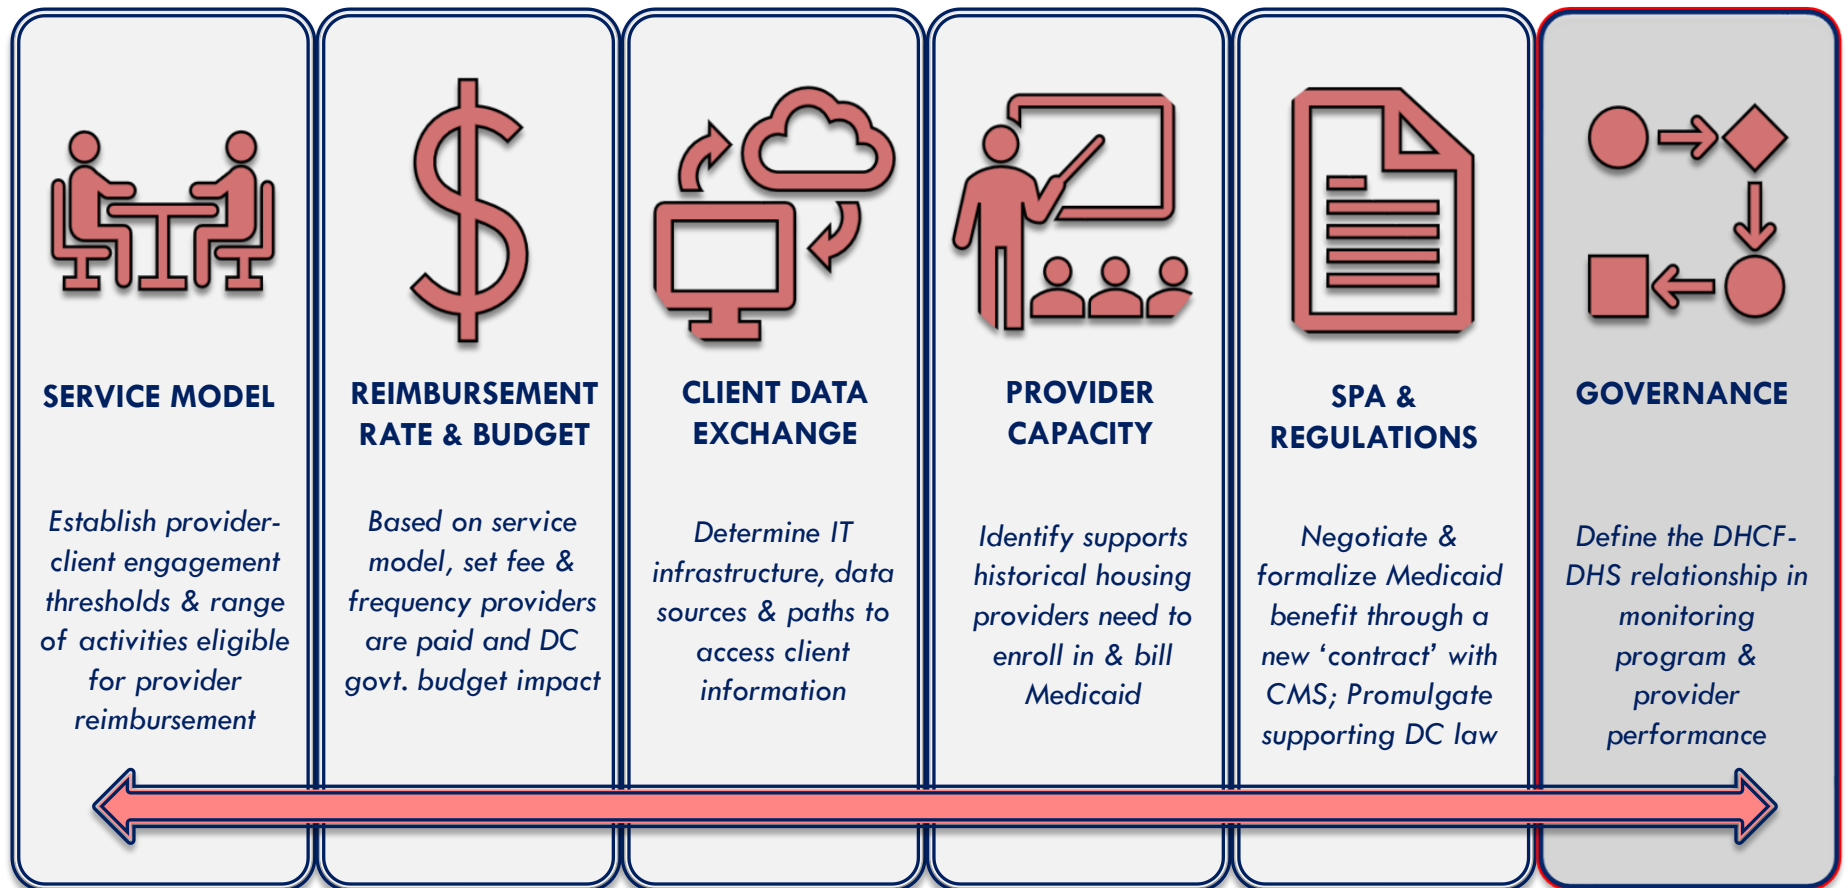 SERVICE MODEL
Establish provider-
client engagement
thresholds & range
of activities eligible
for provider
reimbursement
REIMBURSEMENT
RATE & BUDGET
Based on service
model, set fee &
frequency providers
are paid and DC
govt. budget impact
CLIENT DATA
EXCHANGE
Determine IT
infrastructure, data
sources & paths to
access client
information
PROVIDER
CAPACITY
Identify supports
historical housing
providers need to
enroll in & bill
Medicaid
SPA &
REGULATIONS
Negotiate &
formalize Medicaid
benefit through a
new ‘contract’ with
CMS; Promulgate
supporting DC law
GOVERNANCE
Define the DHCF-
DHS relationship in
monitoring
program &
provider
performance